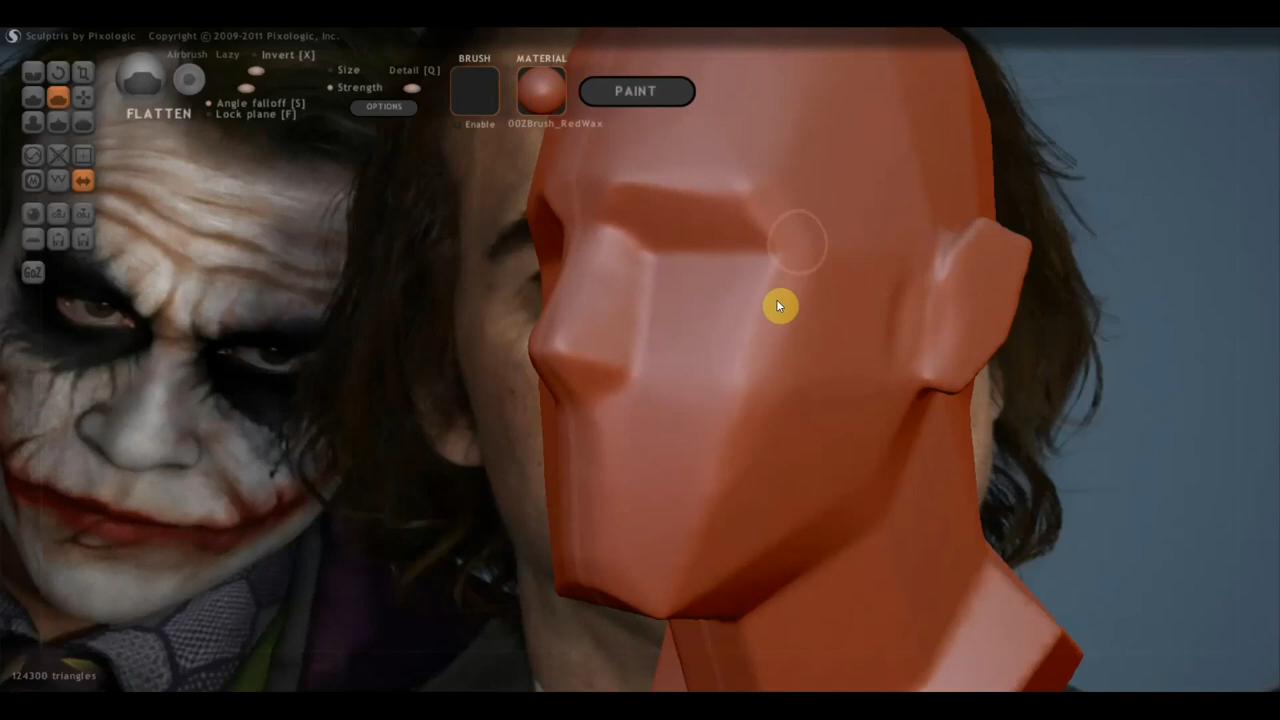 Sculptris by Pixologic Copyright © 2009-2011 Pixologic, Inc.
Airbrush Lazy Invert [X]
Size Detail [Q]
Strength
Angle falloff [S]
Lock plane [F]
OPTIONS
FLATTEN
BRUSH
Enable
MATERIAL
00ZBrush_RedWax
PAINT
GoZ
124300 triangles